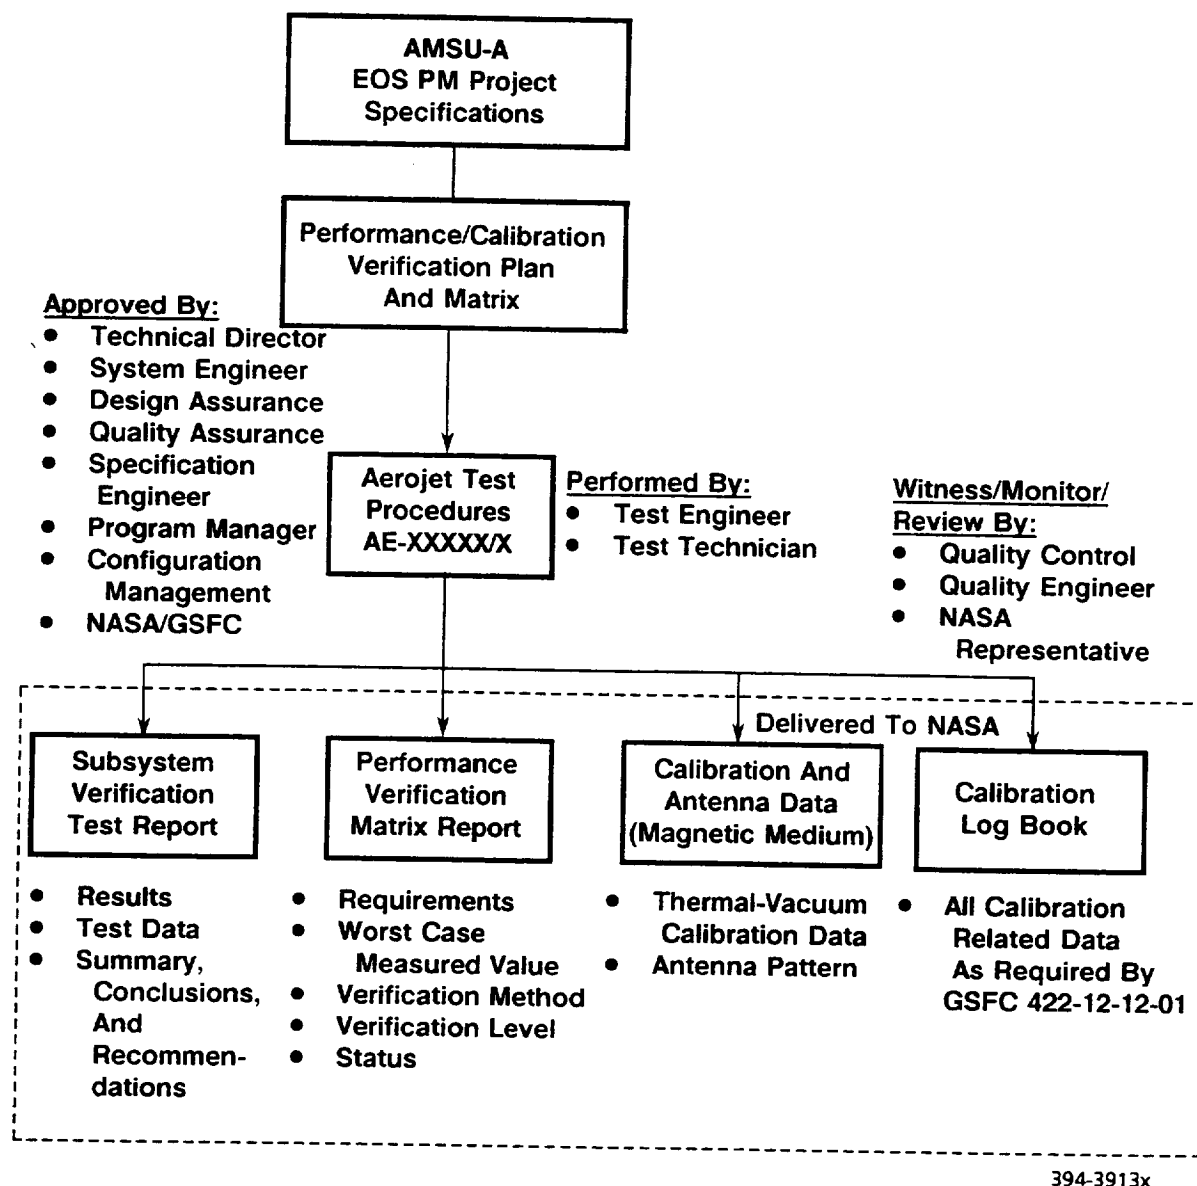 AMSU-A
EOS PM Project
Specifications
Performance/Calibration
Verification Plan
And Matrix
Approved By:
● Technical Director
● System Engineer
● Design Assurance
● Quality Assurance
● Specification
Engineer
● Program Manager
● Configuration
Management
● NASA/GSFC
Aerojet Test
Procedures
AE-XXXXX/X
Performed By:
● Test Engineer
● Test Technician
Witness/Monitor/
Review By:
● Quality Control
● Quality Engineer
● NASA
Representative
Delivered To NASA
Subsystem
Verification
Test Report
● Results
● Test Data
● Summary,
Conclusions,
And
Recommen-
dations
Performance
Verification
Matrix Report
● Requirements
● Worst Case
Measured Value
● Verification Method
● Verification Level
● Status
Calibration And
Antenna Data
(Magnetic Medium)
● Thermal-Vacuum
Calibration Data
● Antenna Pattern
Calibration
Log Book
● All Calibration
Related Data
As Required By
GSFC 422-12-12-01
394-3913x